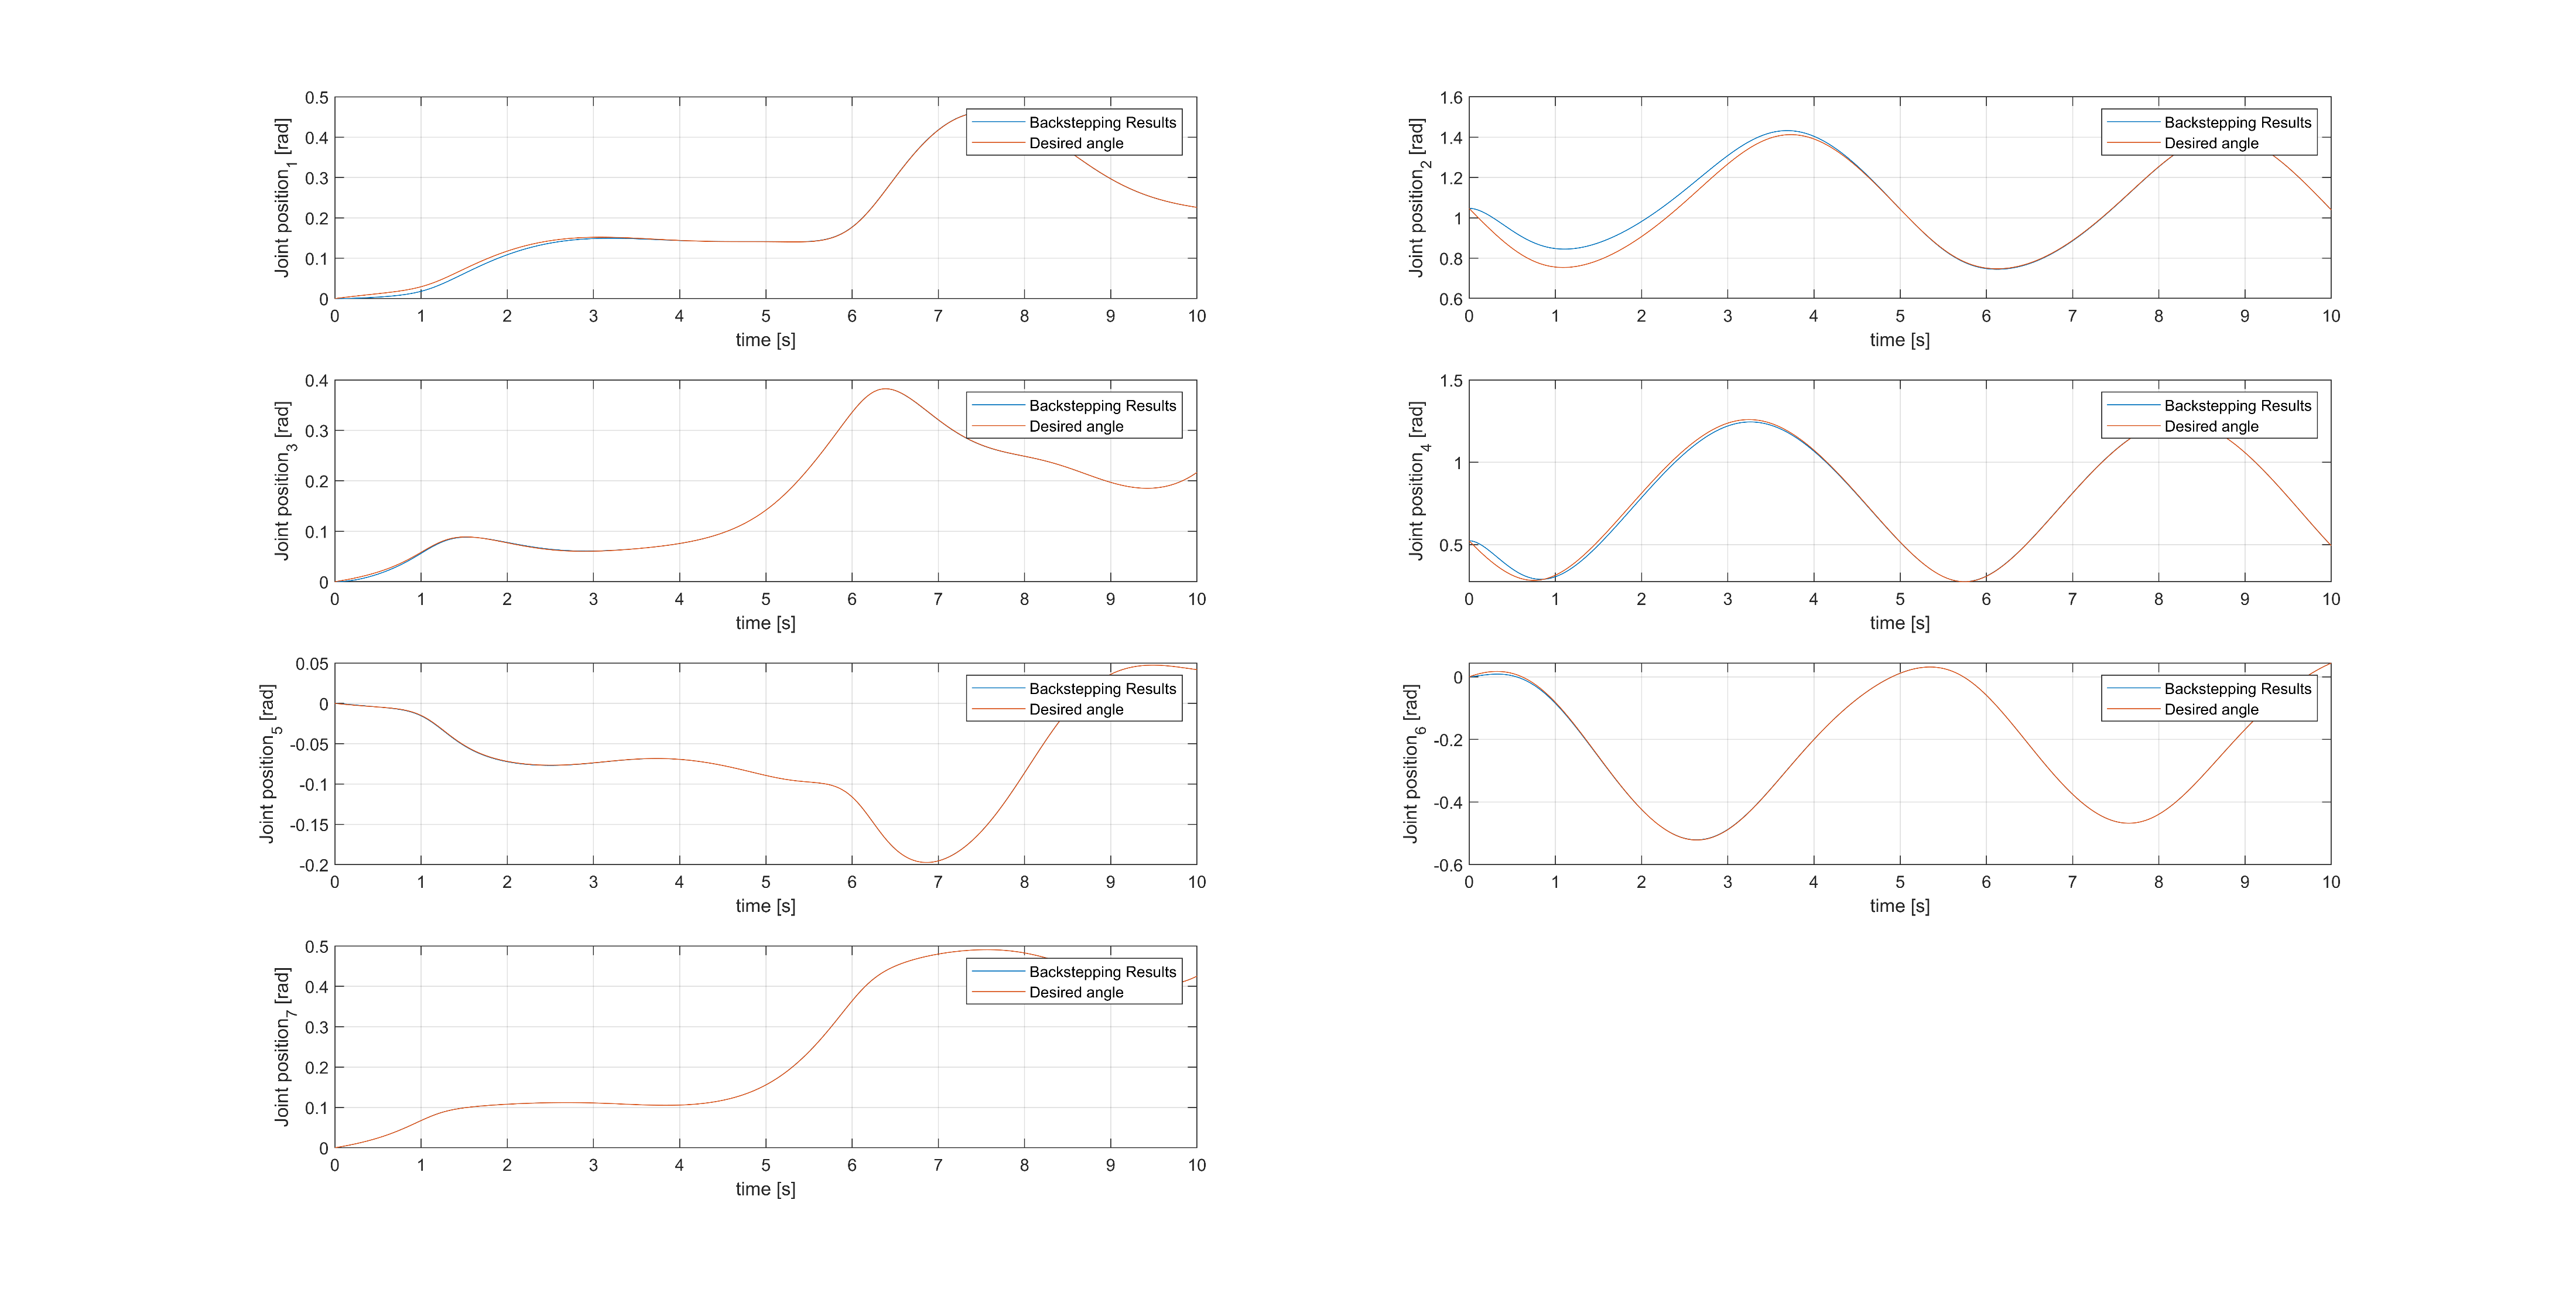 0.5
0.4
0.3
0.2
0.1
0
Joint position1 [rad]
Backstepping Results
Desired angle
0 1 2 3 4 5 6 7 8 9 10
time [s]
1.6
1.4
1.2
1
0.8
0.6
Joint position2 [rad]
Backstepping Results
Desired angle
0 1 2 3 4 5 6 7 8 9 10
time [s]
0.4
0.3
0.2
0.1
0
Joint position3 [rad]
Backstepping Results
Desired angle
0 1 2 3 4 5 6 7 8 9 10
time [s]
1.5
1
0.5
Joint position4 [rad]
Backstepping Results
Desired angle
0 1 2 3 4 5 6 7 8 9 10
time [s]
0.05
0
-0.05
-0.1
-0.15
-0.2
Joint position5 [rad]
Backstepping Results
Desired angle
0 1 2 3 4 5 6 7 8 9 10
time [s]
0
-0.2
-0.4
-0.6
Joint position6 [rad]
Backstepping Results
Desired angle
0 1 2 3 4 5 6 7 8 9 10
time [s]
0.5
0.4
0.3
0.2
0.1
0
Joint position7 [rad]
Backstepping Results
Desired angle
0 1 2 3 4 5 6 7 8 9 10
time [s]